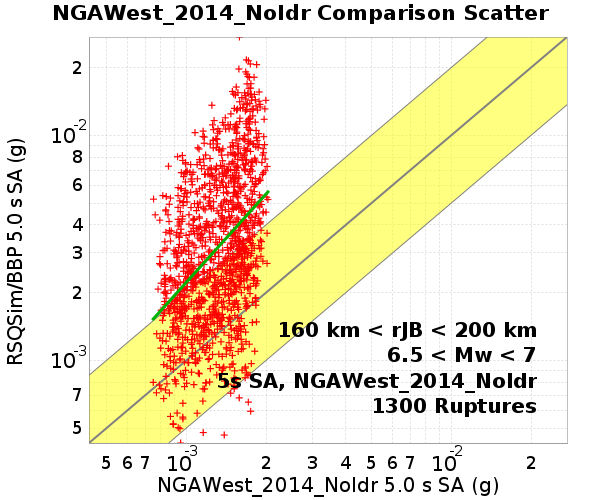 NGAWest_2014_NoIdr Comparison Scatter
RSQSim/BBP 5.0 s SA (g)
2
10-2
8
6
4
3
2
10-3
7
5
160 km < rJB < 200 km
6.5 < Mw < 7
5s SA, NGAWest_2014_NoIdr
1300 Ruptures
5 6 7 10-3 2 3 4 5 6 7 10-2 2
NGAWest_2014_NoIdr 5.0 s SA (g)